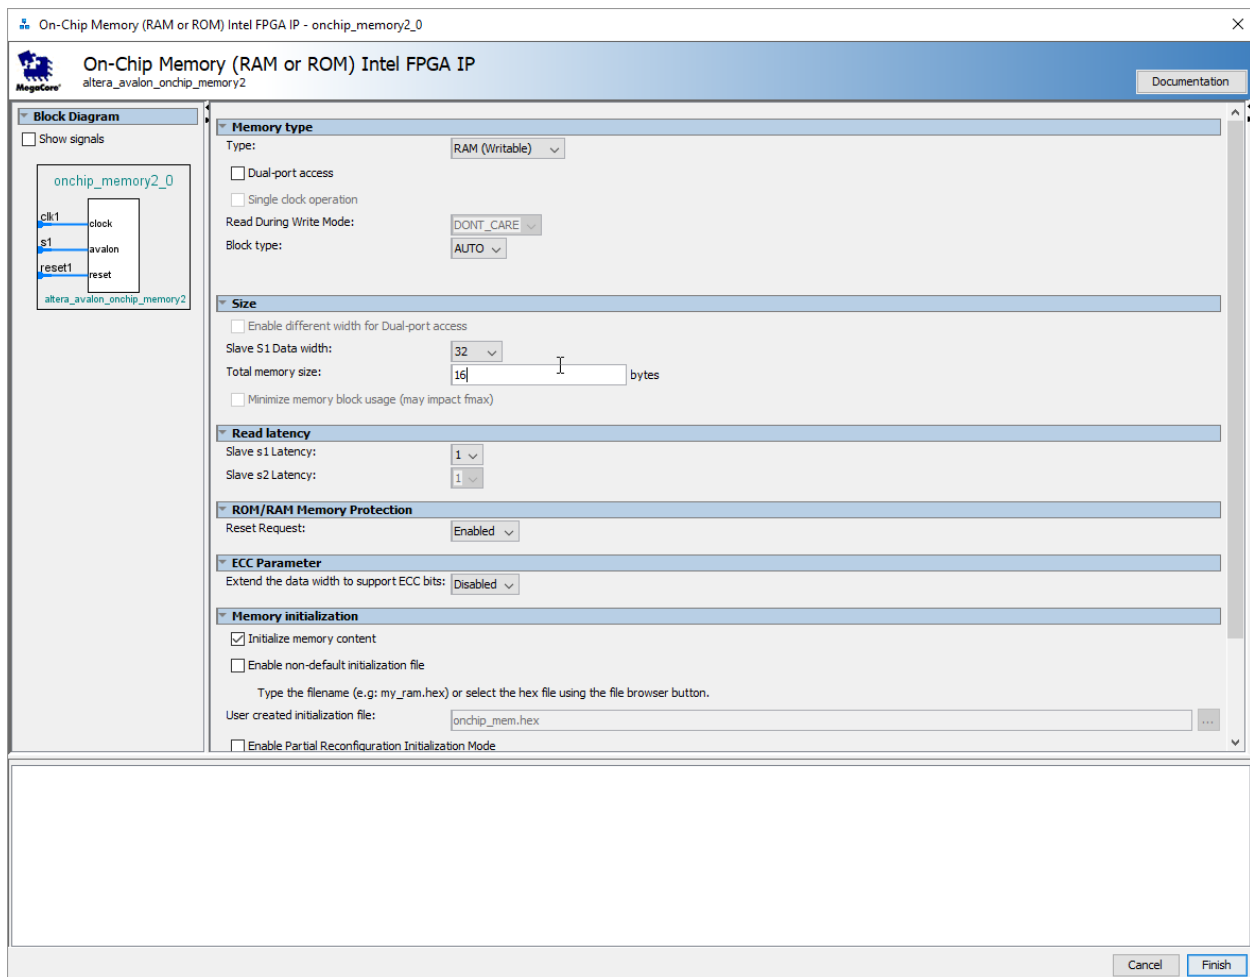 On-Chip Memory (RAM or ROM) Intel FPGA IP - onchip_memory2_0
MegaCore'
On-Chip Memory (RAM or ROM) Intel FPGA IP
altera_avalon_onchip_memory2
Documentation
Block Diagram
Show signals
onchip_memory2_0
clk1
clock
s1
avalon
reset1
reset
altera_avalon_onchip_memory2
Memory type
Type: RAM (Writable)
Dual-port access
Single clock operation
Read During Write Mode: DONT_CARE
Block type: AUTO
Size
Enable different width for Dual-port access
Slave S1 Data width: 32
Total memory size: 16 bytes
Minimize memory block usage (may impact fmax)
Read latency
Slave s1 Latency: 1
Slave s2 Latency: 1
ROM/RAM Memory Protection
Reset Request: Enabled
ECC Parameter
Extend the data width to support ECC bits: Disabled
Memory initialization
Initialize memory content
Enable non-default initialization file
Type the filename (e.g: my_ram.hex) or select the hex file using the file browser button.
User created initialization file: onchip_mem.hex ...
Enable Partial Reconfiguration Initialization Mode
Cancel Finish